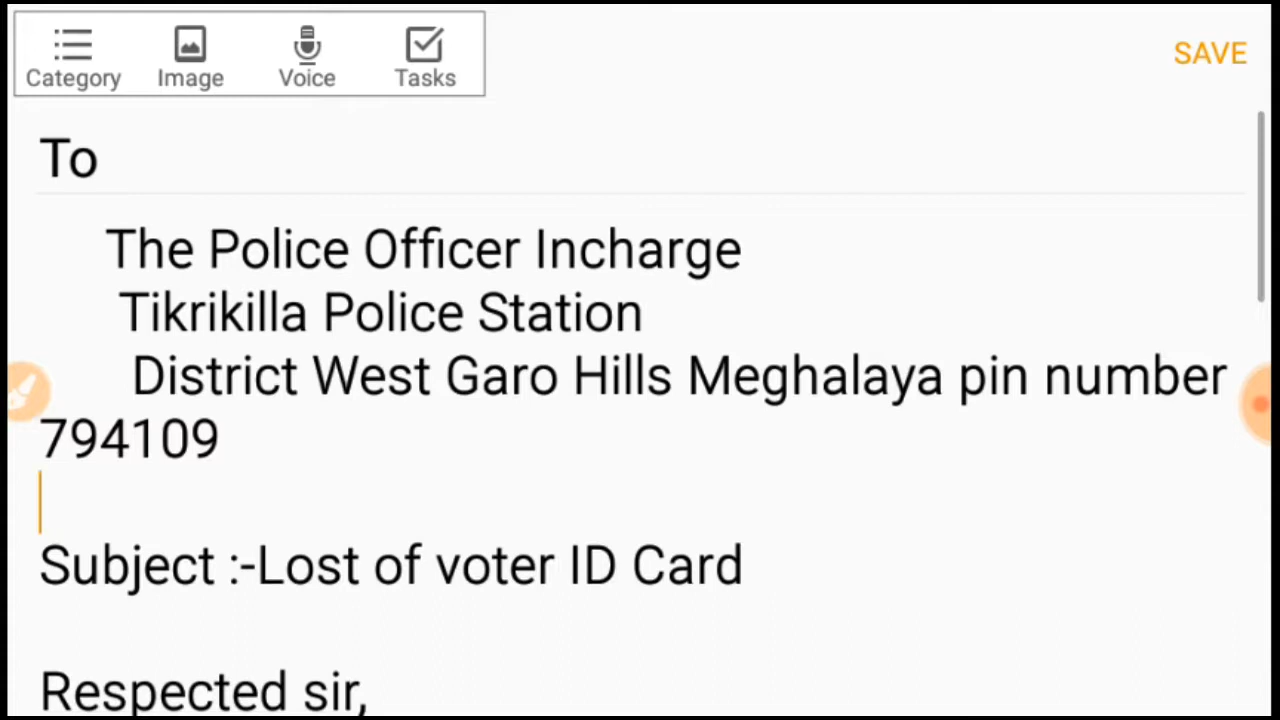 Category Image Voice Tasks
SAVE
To
The Police Officer Incharge
Tikrikilla Police Station
District West Garo Hills Meghalaya pin number
794109
Subject :-Lost of voter ID Card
Respected sir,